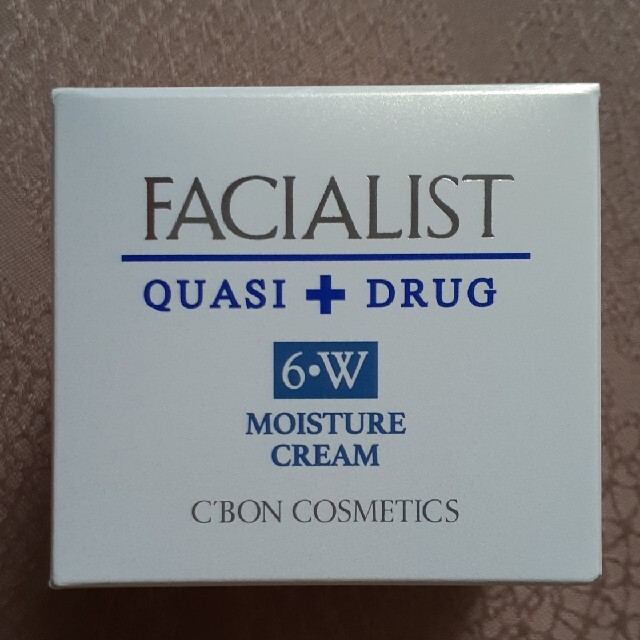 FACIALIST
QUASI + DRUG
6・W
MOISTURE
CREAM
C'BON COSMETICS